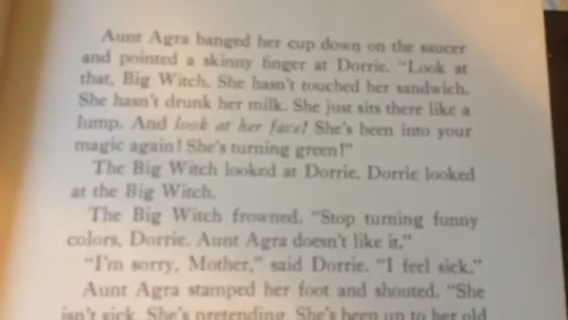 Aunt Agra banged her cup down on the saucer
and pointed a skinny finger at Dorrie. "Look at
that, Big Witch. She hasn't touched her sandwich.
She hasn't drunk her milk. She just sits there like a
lump. And look at her face! She's been into your
magic again! She's turning green!"
The Big Witch looked at Dorrie. Dorrie looked
at the Big Witch.
The Big Witch frowned. "Stop turning funny
colors, Dorrie. Aunt Agra doesn't like it."
"I'm sorry, Mother," said Dorrie. "I feel sick."
Aunt Agra stamped her foot and shouted. "She
isn't sick. She's pretending. She's been up to her old